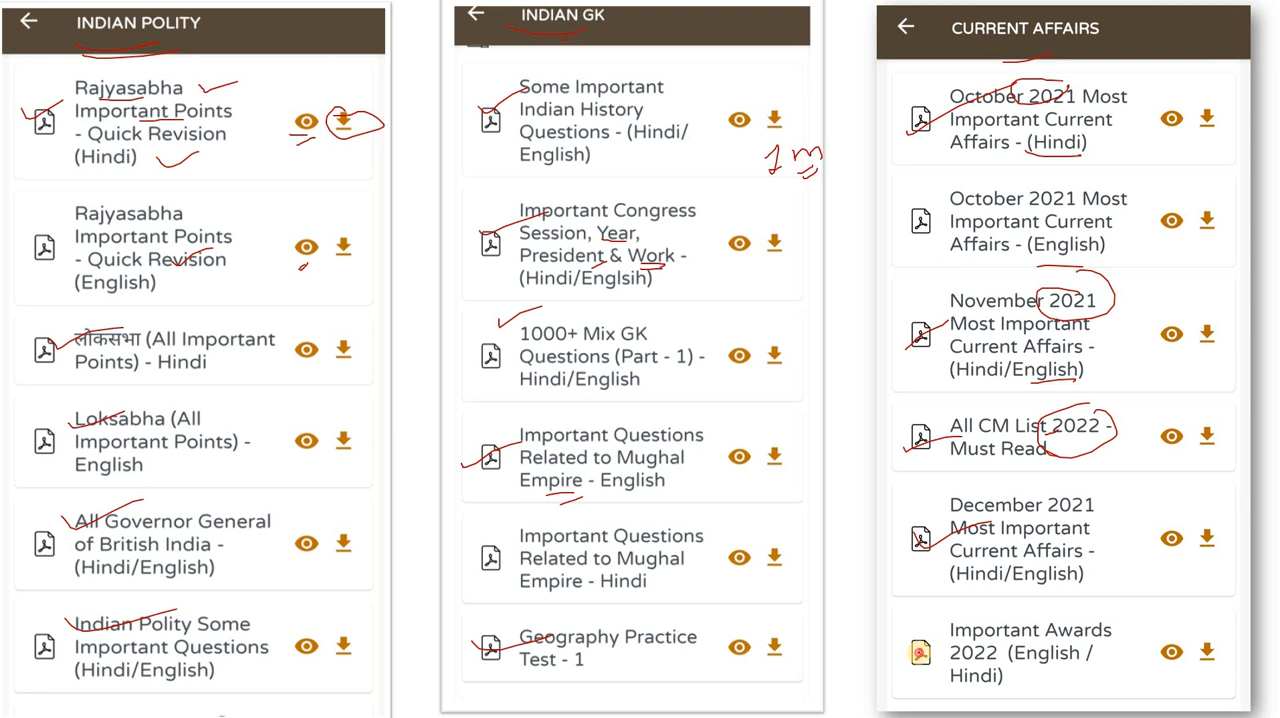 INDIAN POLITY
Rajyasabha
Important Points
- Quick Revision
(Hindi)
Rajyasabha
Important Points
- Quick Revision
(English)
लोकसभा (All Important
Points) - Hindi
Loksabha (All
Important Points) -
English
All Governor General
of British India -
(Hindi/English)
Indian Polity Some
Important Questions
(Hindi/English)
INDIAN GK
Some Important
Indian History
Questions - (Hindi/
English)
1 m
Important Congress
Session, Year,
President & Work -
(Hindi/Englsih)
1000+ Mix GK
Questions (Part - 1) -
Hindi/English
Important Questions
Related to Mughal
Empire - English
Important Questions
Related to Mughal
Empire - Hindi
Geography Practice
Test - 1
CURRENT AFFAIRS
October 2021 Most
Important Current
Affairs - (Hindi)
October 2021 Most
Important Current
Affairs - (English)
November 2021
Most Important
Current Affairs -
(Hindi/English)
All CM List 2022 -
Must Read
December 2021
Most Important
Current Affairs -
(Hindi/English)
Important Awards
2022 (English /
Hindi)